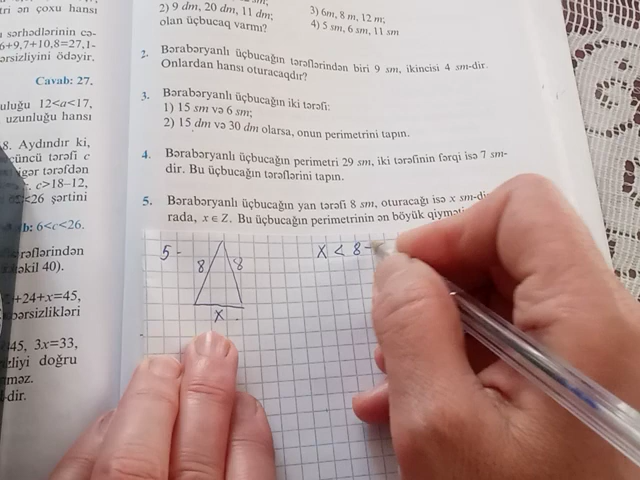 tri ən çoxu hansı
sərhədlərinin cə-
6+9,7+10,8=27,1-
ərsizliyini ödəyir.
Cavab: 27.
uluğu 12<a<17,
uzunluğu hansı
8. Aydındır ki,
çüncü tərəfi c
igər tərəfdən
c>18–12,
<26 şərtini
b: 6<c<26.
ərəflərindən
əkil 40).
+24+x=45,
bərsizlikləri
45, 3x=33,
zliyi doğru
maz.
dir.
2) 9 dm, 20 dm, 11 dm;
olan üçbucaq varmı?
3) 6m, 8 m, 12 m;
4) 5 sm, 6 sm, 11 sm
2. Bərabəryanlı üçbucağın tərəflərindən biri 9 sm, ikincisi 4 sm-dir.
Onlardan hansı oturacaqdır?
3. Bərabəryanlı üçbucağın iki tərəfi:
1) 15 sm və 6 sm;
2) 15 dm və 30 dm olarsa, onun perimetrini tapın.
4. Bərabəryanlı üçbucağın perimetri 29 sm, iki tərəfinin fərqi isə 7 sm-
dir. Bu üçbucağın tərəflərini tapın.
5. Bərabəryanlı üçbucağın yan tərəfi 8 sm, oturacağı isə x sm-di
rada, x∈Z. Bu üçbucağın perimetrinin ən böyük
5-
8 8
x
x < 8